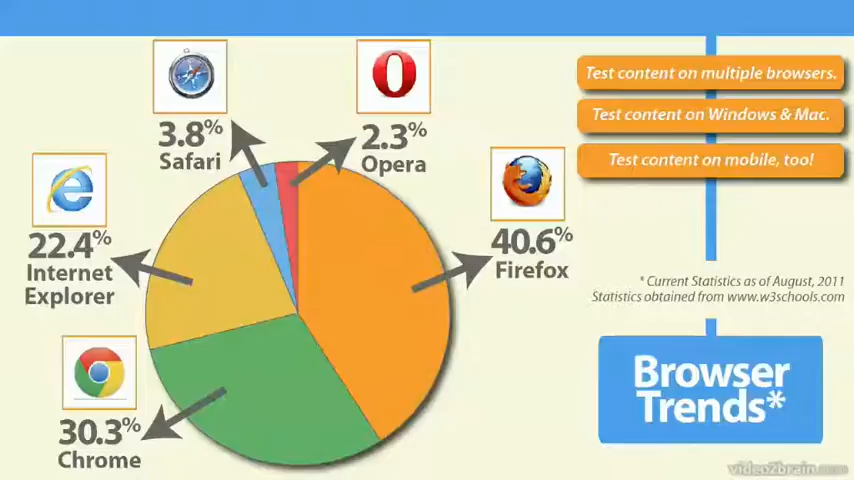 3.8%
Safari
2.3%
Opera
22.4%
Internet
Explorer
40.6%
Firefox
30.3%
Chrome
Test content on multiple browsers.
Test content on Windows & Mac.
Test content on mobile, too!
* Current Statistics as of August, 2011
Statistics obtained from www.w3schools.com
Browser
Trends*
video2brain.com